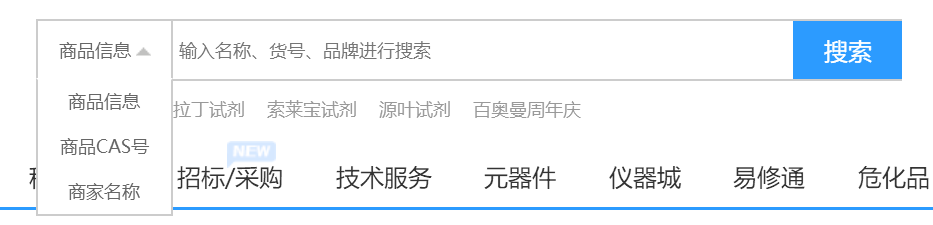 商品信息 输入名称、货号、品牌进行搜索 搜索
商品信息 拉丁试剂 索莱宝试剂 源叶试剂 百奥曼周年庆
商品CAS号
NEW
招标/采购 技术服务 元器件 仪器城 易修通 危化品
商家名称